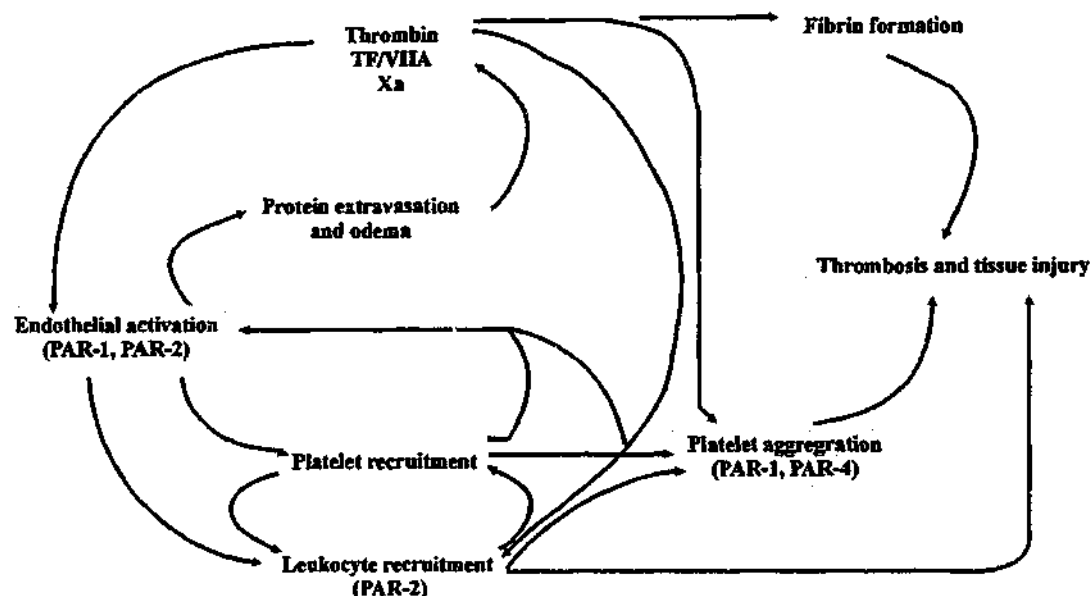 Thrombin
TF/VIIA
Xa
Fibrin formation
Protein extravasation
and odema
Thrombosis and tissue injury
Endothelial activation
(PAR-1, PAR-2)
Platelet recruitment
Platelet aggregration
(PAR-1, PAR-4)
Leukocyte recruitment
(PAR-2)